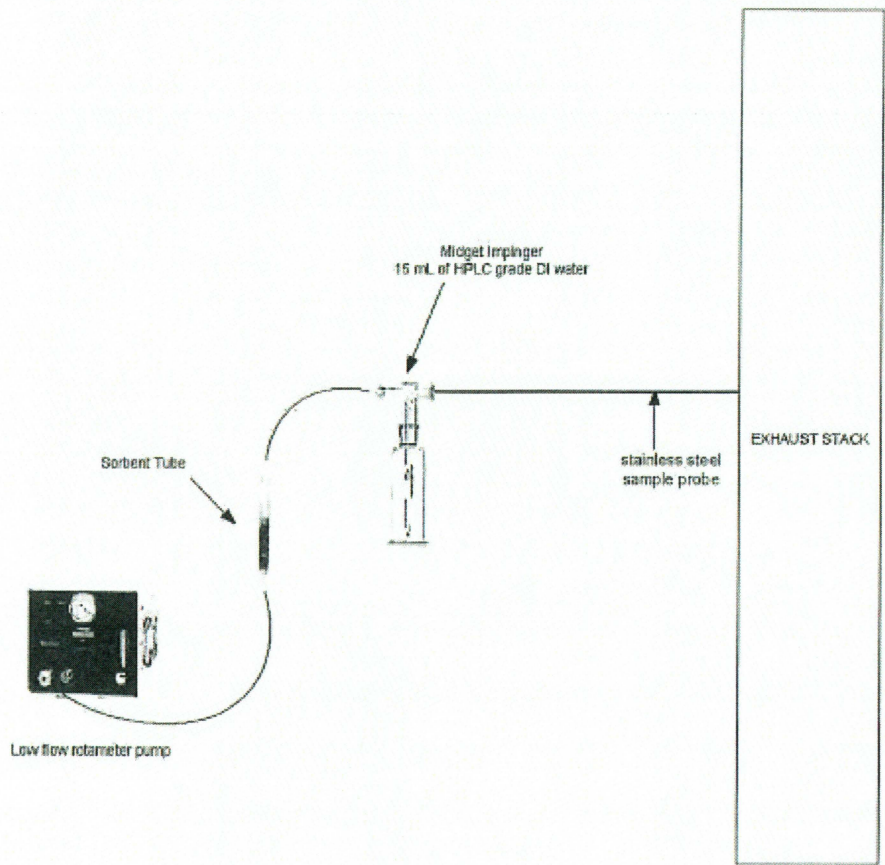 Midget Impinger
15 mL of HPLC grade DI water
EXHAUST STACK
Sorbent Tube
stainless steel
sample probe
Low flow rotameter pump